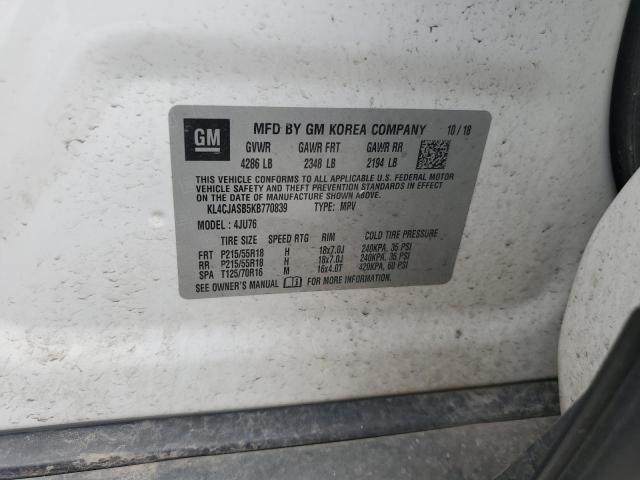 GM
MFD BY GM KOREA COMPANY 10/18
GVWR GAWR FRT GAWR RR
4286 LB 2348 LB 2194 LB
THIS VEHICLE CONFORMS TO ALL APPLICABLE U.S. FEDERAL MOTOR
VEHICLE SAFETY AND THEFT PREVENTION STANDARDS IN EFFECT
ON THE DATE OF MANUFACTURE SHOWN ABOVE.
KL4CJASB5KB770839 TYPE: MPV
MODEL: 4JU76
TIRE SIZE SPEED RTG RIM COLD TIRE PRESSURE
FRT P215/55R18 H 18x7.0J 240KPA, 35 PSI
RR P215/55R18 H 18x7.0J 240KPA, 35 PSI
SPA T125/70R16 M 16x4.0T 420KPA, 60 PSI
SEE OWNER'S MANUAL FOR MORE INFORMATION.